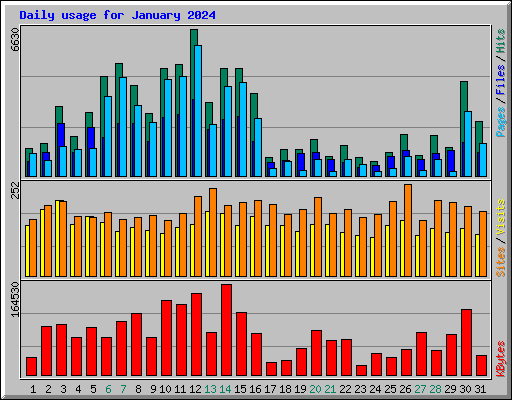 Daily usage for January 2024
6630
Pages / Files / Hits
252
Sites / Visits
164530
KBytes
1 2 3 4 5 6 7 8 9 10 11 12 13 14 15 16 17 18 19 20 21 22 23 24 25 26 27 28 29 30 31